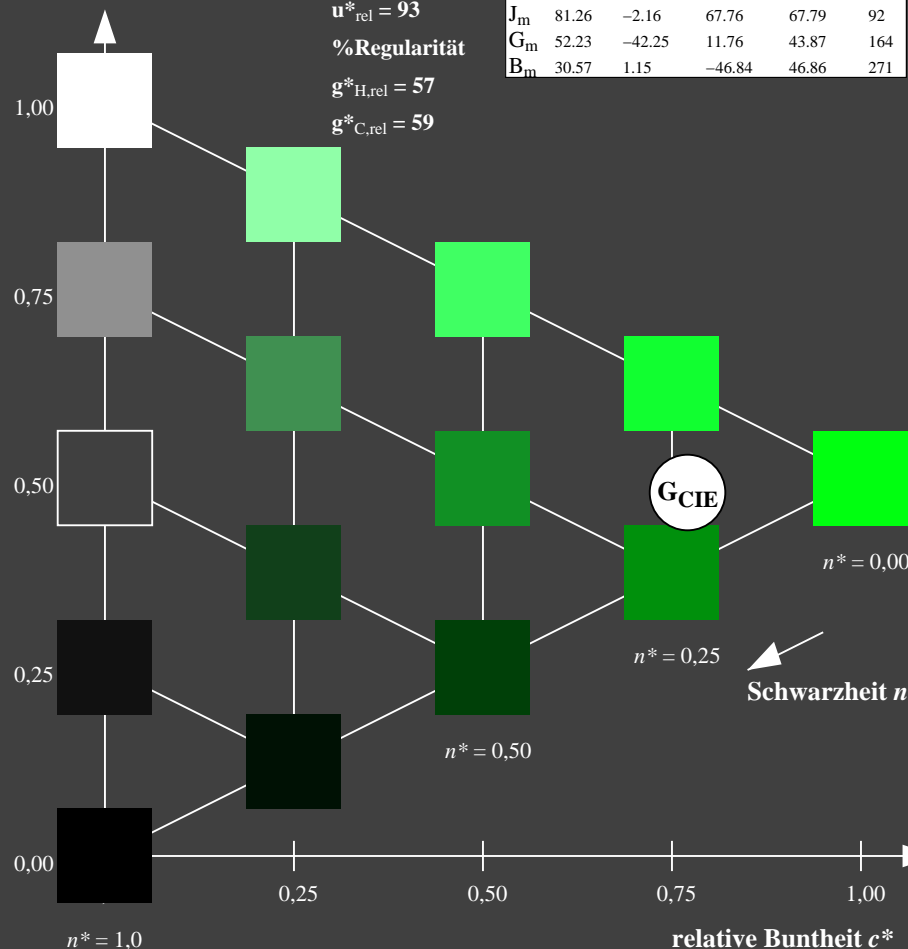 u*rel = 93
%Regularität
g*H,rel = 57
g*C,rel = 59
Jm 81.26 −2.16 67.76 67.79 92
Gm 52.23 −42.25 11.76 43.87 164
Bm 30.57 1.15 −46.84 46.86 271
1,00
0,75
0,50
GCIE
n* = 0,00
n* = 0,25
0,25
Schwarzheit n
n* = 0,50
0,00
0,25 0,50 0,75 1,00
n* = 1,0
relative Buntheit c*